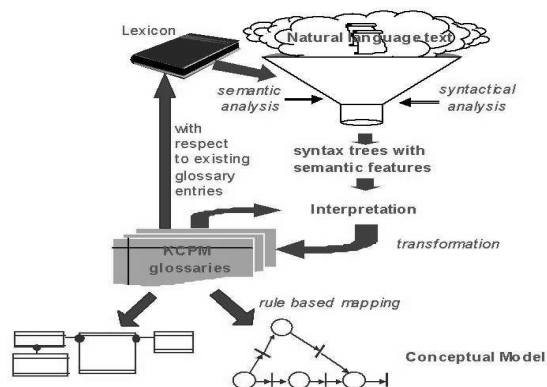 Lexicon
Natural language text
semantic
analysis
syntactical
analysis
with
respect
to existing
glossary
entries
syntax trees with
semantic features
Interpretation
KCPM
glossaries
transformation
rule based mapping
Conceptual Model